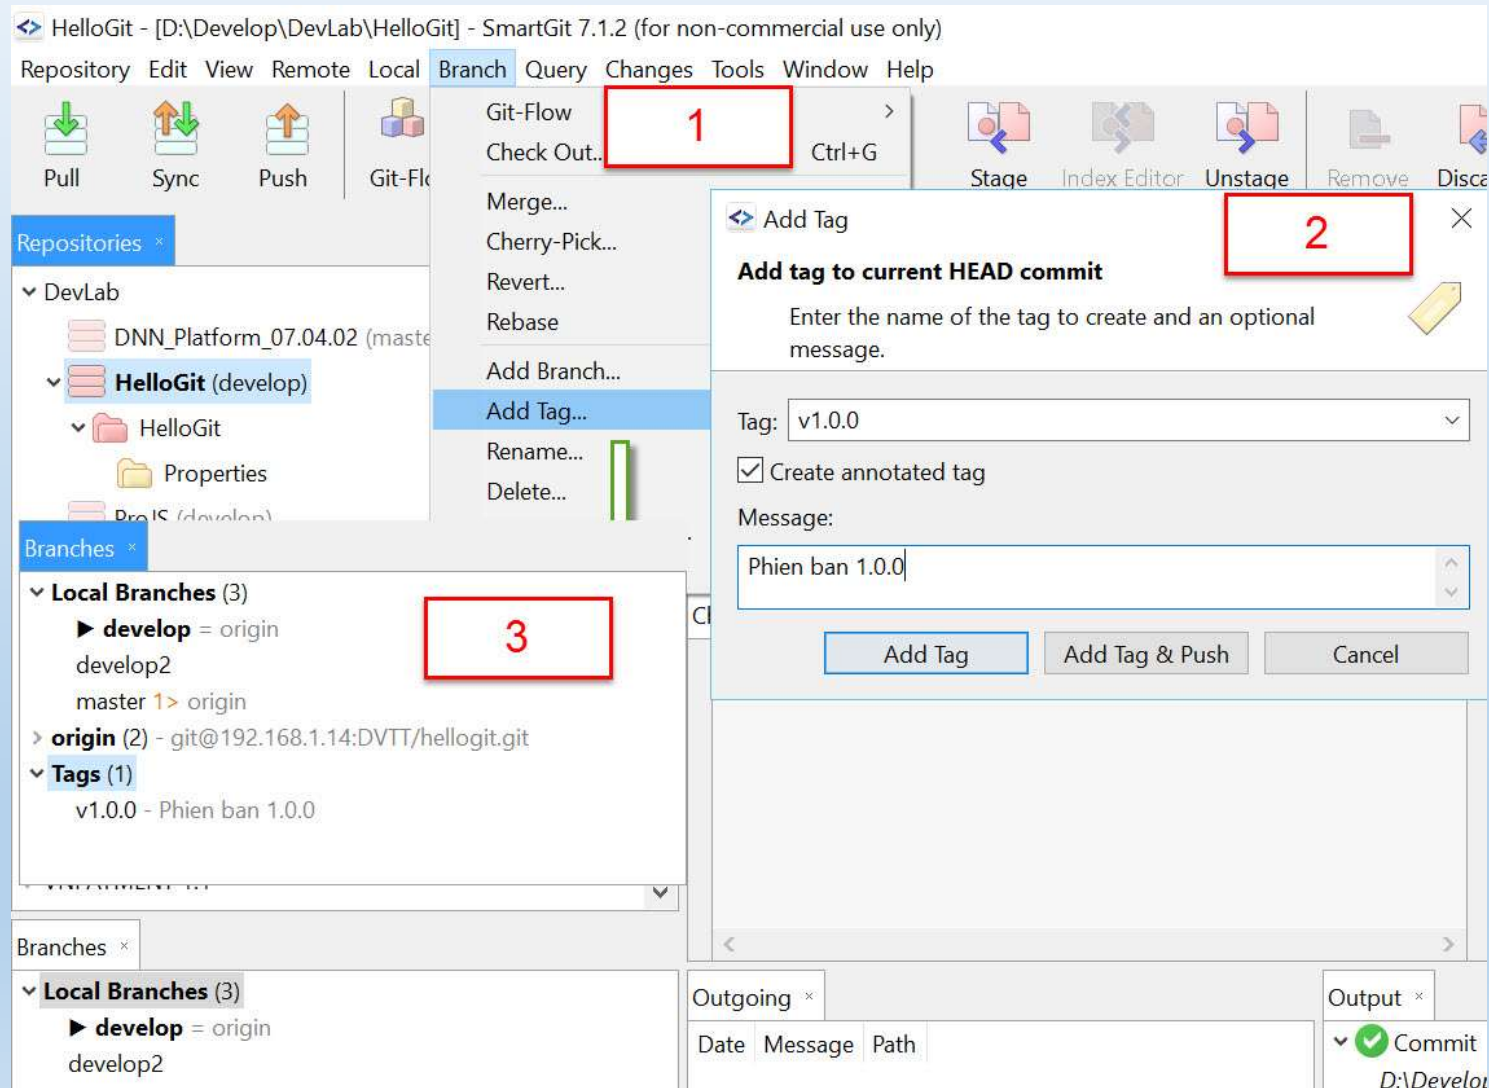 HelloGit - [D:\Develop\DevLab\HelloGit] - SmartGit 7.1.2 (for non-commercial use only)
Repository Edit View Remote Local Branch Query Changes Tools Window Help
Pull Sync Push
Stage Index Editor Unstage Remove
Git-Flow
1
Check Out.. Ctrl+G
Merge...
Cherry-Pick...
Revert...
Rebase
Add Branch...
Add Tag...
Rename...
Delete...
Repositories
DevLab
DNN_Platform_07.04.02
HelloGit (develop)
HelloGit
Properties
Add Tag
2
Add tag to current HEAD commit
Enter the name of the tag to create and an optional
message.
Tag: v1.0.0
Create annotated tag
Message:
Phien ban 1.0.0
Add Tag Add Tag & Push Cancel
Branches
Local Branches (3)
3
develop = origin
develop2
master 1> origin
origin (2) - git@192.168.1.14:DVTT/hellogit.git
Tags (1)
v1.0.0 - Phien ban 1.0.0
Branches
Local Branches (3)
develop = origin
develop2
Outgoing
Date Message Path
Output
Commit